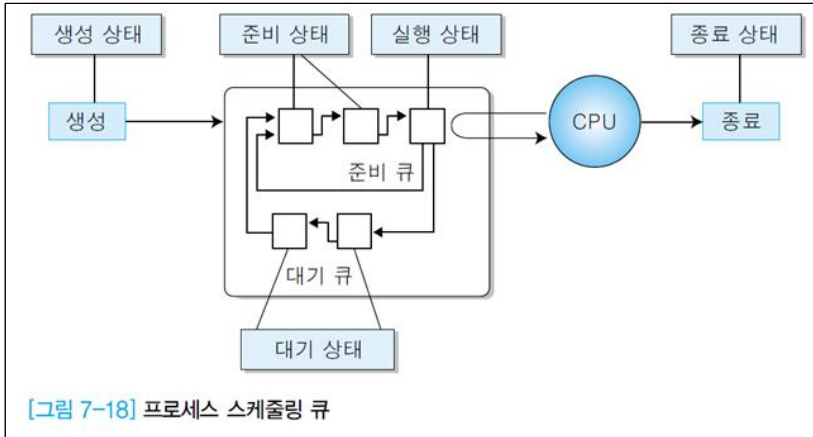 생성 상태
준비 상태
실행 상태
종료 상태
생성
CPU
종료
준비 큐
대기 큐
대기 상태
[그림 7-18] 프로세스 스케줄링 큐